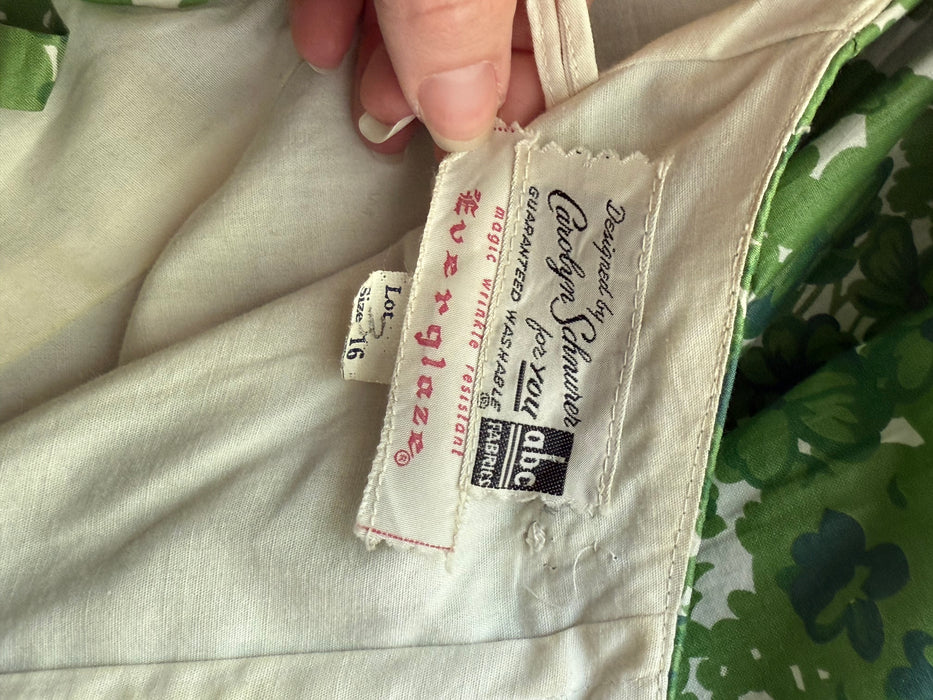 Designed by
Carolyn Schnurer
for YOU
GUARANTEED WASHABLE
abc
FABRICS
magic wrinkle resistant
Everglaze®
Lot
Size 16